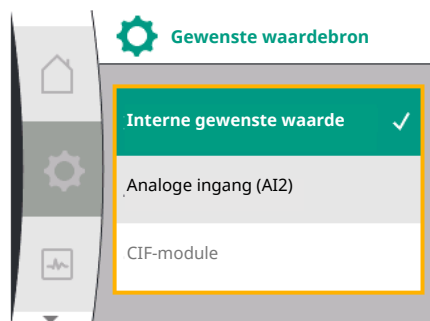 Gewenste waardebron
Interne gewenste waarde
Analoge ingang (AI2)
CIF-module